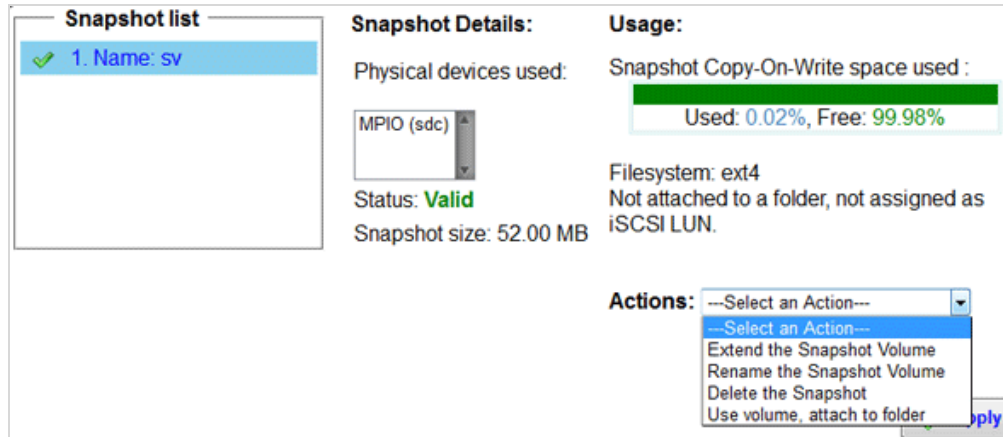 Snapshot list
1. Name: sv
Snapshot Details:
Physical devices used:
MPIO (sdc)
Status: Valid
Snapshot size: 52.00 MB
Usage:
Snapshot Copy-On-Write space used :
Used: 0.02%, Free: 99.98%
Filesystem: ext4
Not attached to a folder, not assigned as
iSCSI LUN.
Actions: ---Select an Action---
---Select an Action---
Extend the Snapshot Volume
Rename the Snapshot Volume
Delete the Snapshot
Use volume, attach to folder